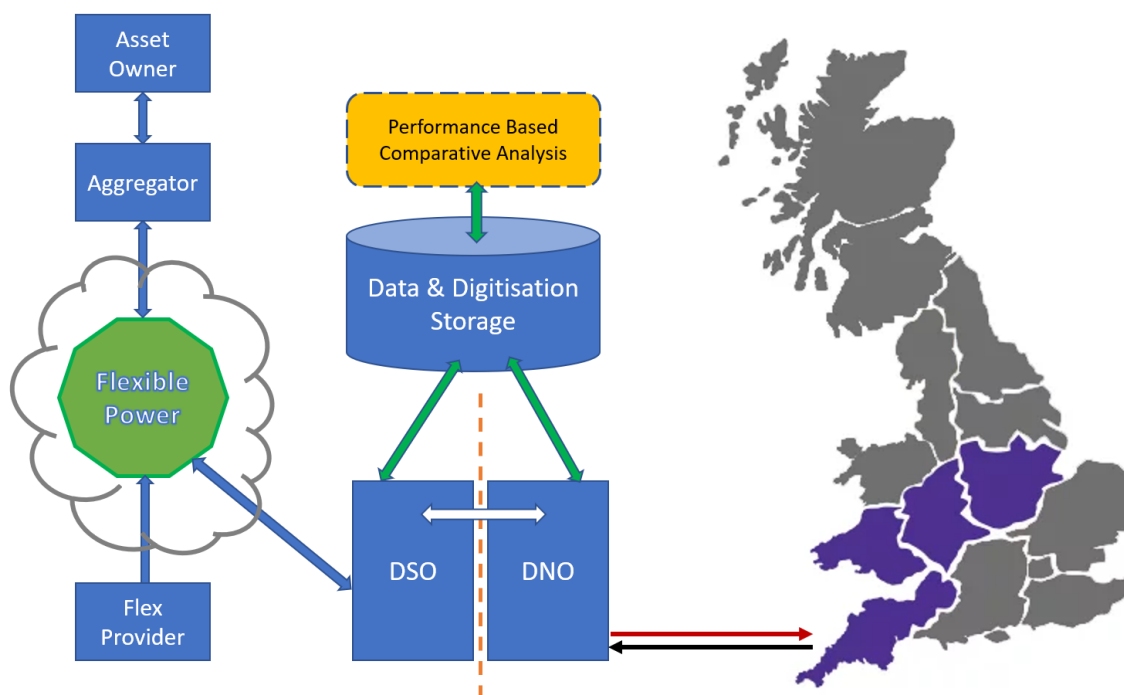 Asset
Owner
Aggregator
Flexible
Power
Flex
Provider
Performance Based
Comparative Analysis
Data & Digitisation
Storage
DSO
DNO